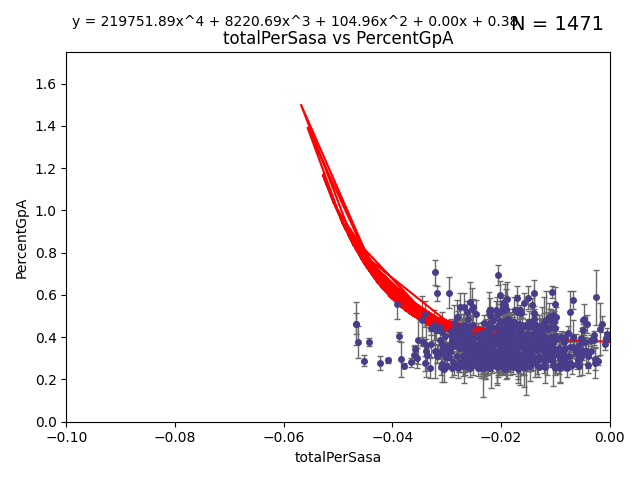 y = 219751.89x^4 + 8220.69x^3 + 104.96x^2 + 0.00x + 0.38
N = 1471
totalPerSasa vs PercentGpA
PercentGpA
1.6
1.4
1.2
1.0
0.8
0.6
0.4
0.2
0.0
−0.10 −0.08 −0.06 −0.04 −0.02 0.00
totalPerSasa